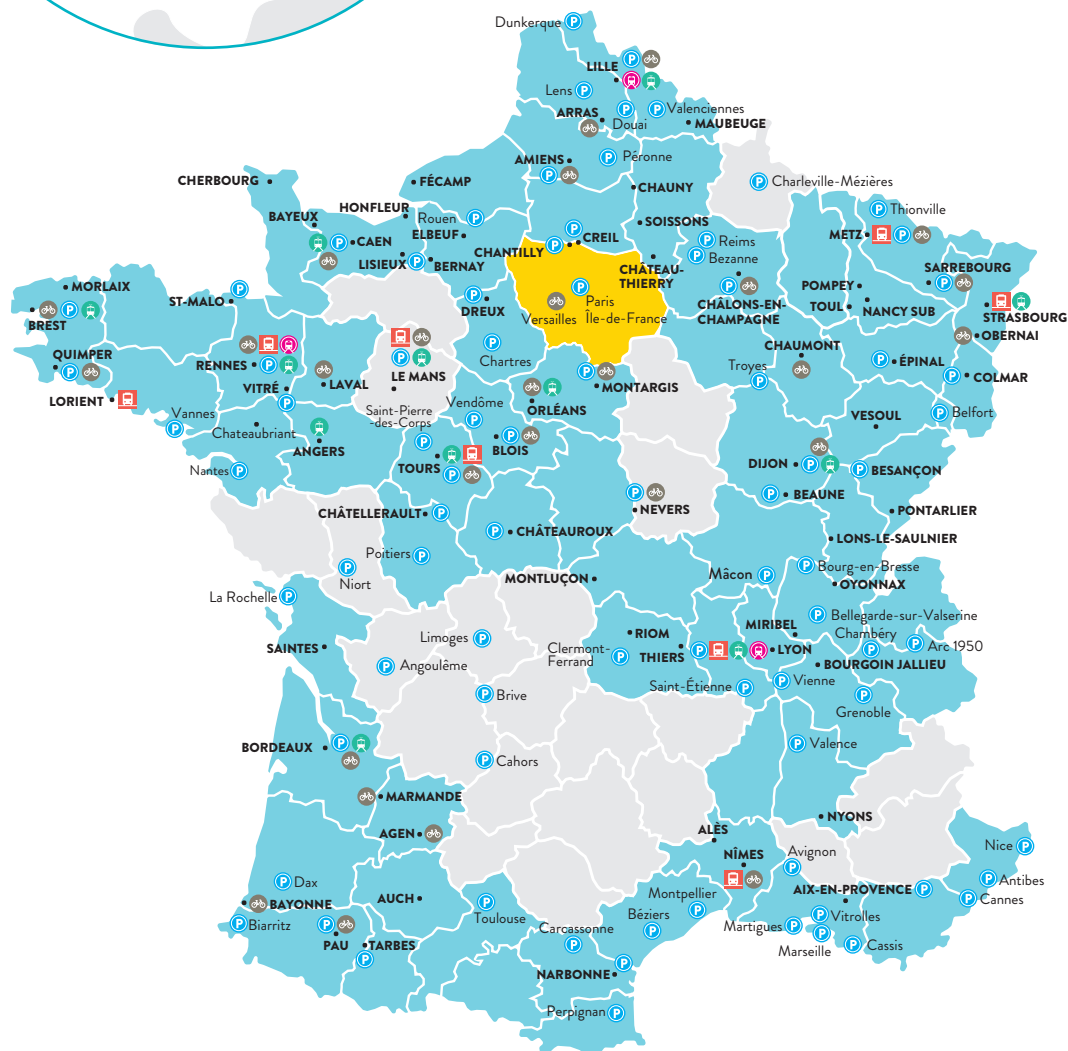 Dunkerque
LILLE
Lens
Valenciennes
ARRAS
Douai
MAUBEUGE
AMIENS
Péronne
CHERBOURG
FÉCAMP
CHAUNY
Charleville-Mézières
HONFLEUR
BAYEUX
Rouen
SOISSONS
Thionville
CAEN
ELBEUF
CREIL
Reims
METZ
CHANTILLY
Bezanne
LISIEUX
BERNAY
CHÂTEAU-
THIERRY
SARREBOURG
MORLAIX
ST-MALO
DREUX
Paris
Île-de-France
Versailles
CHÂLONS-EN-
CHAMPAGNE
POMPEY
TOUL
NANCY SUB
STRASBOURG
BREST
OBERNAI
QUIMPER
RENNES
Chartres
CHAUMONT
ÉPINAL
LE MANS
Troyes
COLMAR
VITRÉ
LAVAL
MONTARGIS
LORIENT
Vannes
Saint-Pierre
-des-Corps
Vendôme
ORLÉANS
VESOUL
Belfort
Chateaubriant
ANGERS
BLOIS
Nantes
TOURS
DIJON
BESANÇON
BEAUNE
CHÂTELLERAULT
NEVERS
PONTARLIER
CHÂTEAUROUX
LONS-LE-SAULNIER
Poitiers
Niort
MONTLUÇON
Mâcon
Bourg-en-Bresse
OYONNAX
La Rochelle
Bellegarde-sur-Valserine
MIRIBEL
Chambéry
SAINTES
Limoges
RIOM
Clermont-
Ferrand
THIERS
LYON
Arc 1950
Angoulême
BOURGOIN JALLIEU
Saint-Étienne
Vienne
Brive
Grenoble
BORDEAUX
Valence
Cahors
MARMANDE
NYONS
AGEN
ALÈS
NÎMES
Avignon
Nice
Dax
Montpellier
AIX-EN-PROVENCE
Antibes
BAYONNE
AUCH
Cannes
Biarritz
Toulouse
Béziers
Vitrolles
Martigues
PAU
TARBES
Carcassonne
Marseille
Cassis
NARBONNE
Perpignan